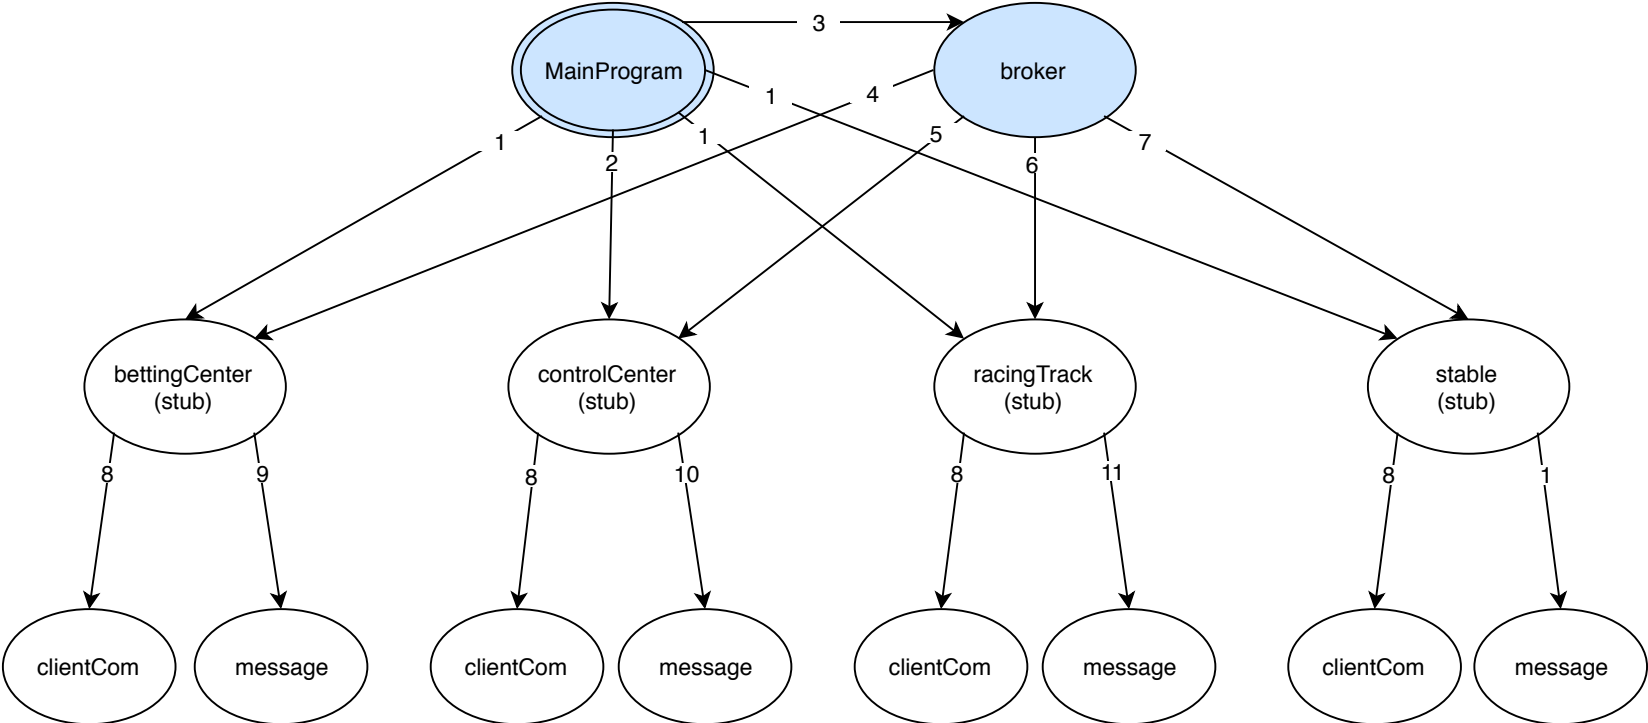 3
MainProgram
broker
1
4
1
2
1
5
6
7
bettingCenter
(stub)
controlCenter
(stub)
racingTrack
(stub)
stable
(stub)
8
9
8
10
8
11
8
1
clientCom
message
clientCom
message
clientCom
message
clientCom
message